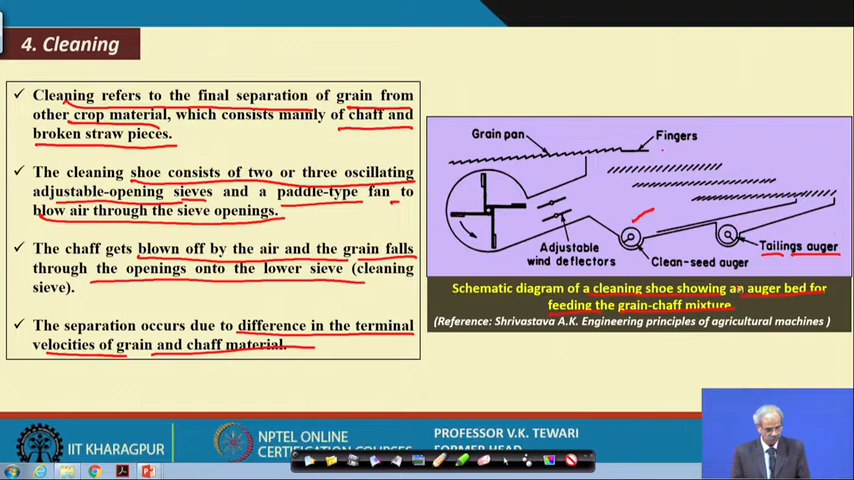 4. Cleaning
✓ Cleaning refers to the final separation of grain from
other crop material, which consists mainly of chaff and
broken straw pieces.
✓ The cleaning shoe consists of two or three oscillating
adjustable-opening sieves and a paddle-type fan to
blow air through the sieve openings.
✓ The chaff gets blown off by the air and the grain falls
through the openings onto the lower sieve (cleaning
sieve).
✓ The separation occurs due to difference in the terminal
velocities of grain and chaff material.
Grain pan
Fingers
Adjustable
wind deflectors
Clean-seed auger
Tailings auger
Schematic diagram of a cleaning shoe showing an auger bed for
feeding the grain-chaff mixture
(Reference: Shrivastava A.K. Engineering principles of agricultural machines )
IIT KHARAGPUR
NPTEL ONLINE
CERTIFICATION COURSES
PROFESSOR V.K. TEWARI
FORMER HEAD